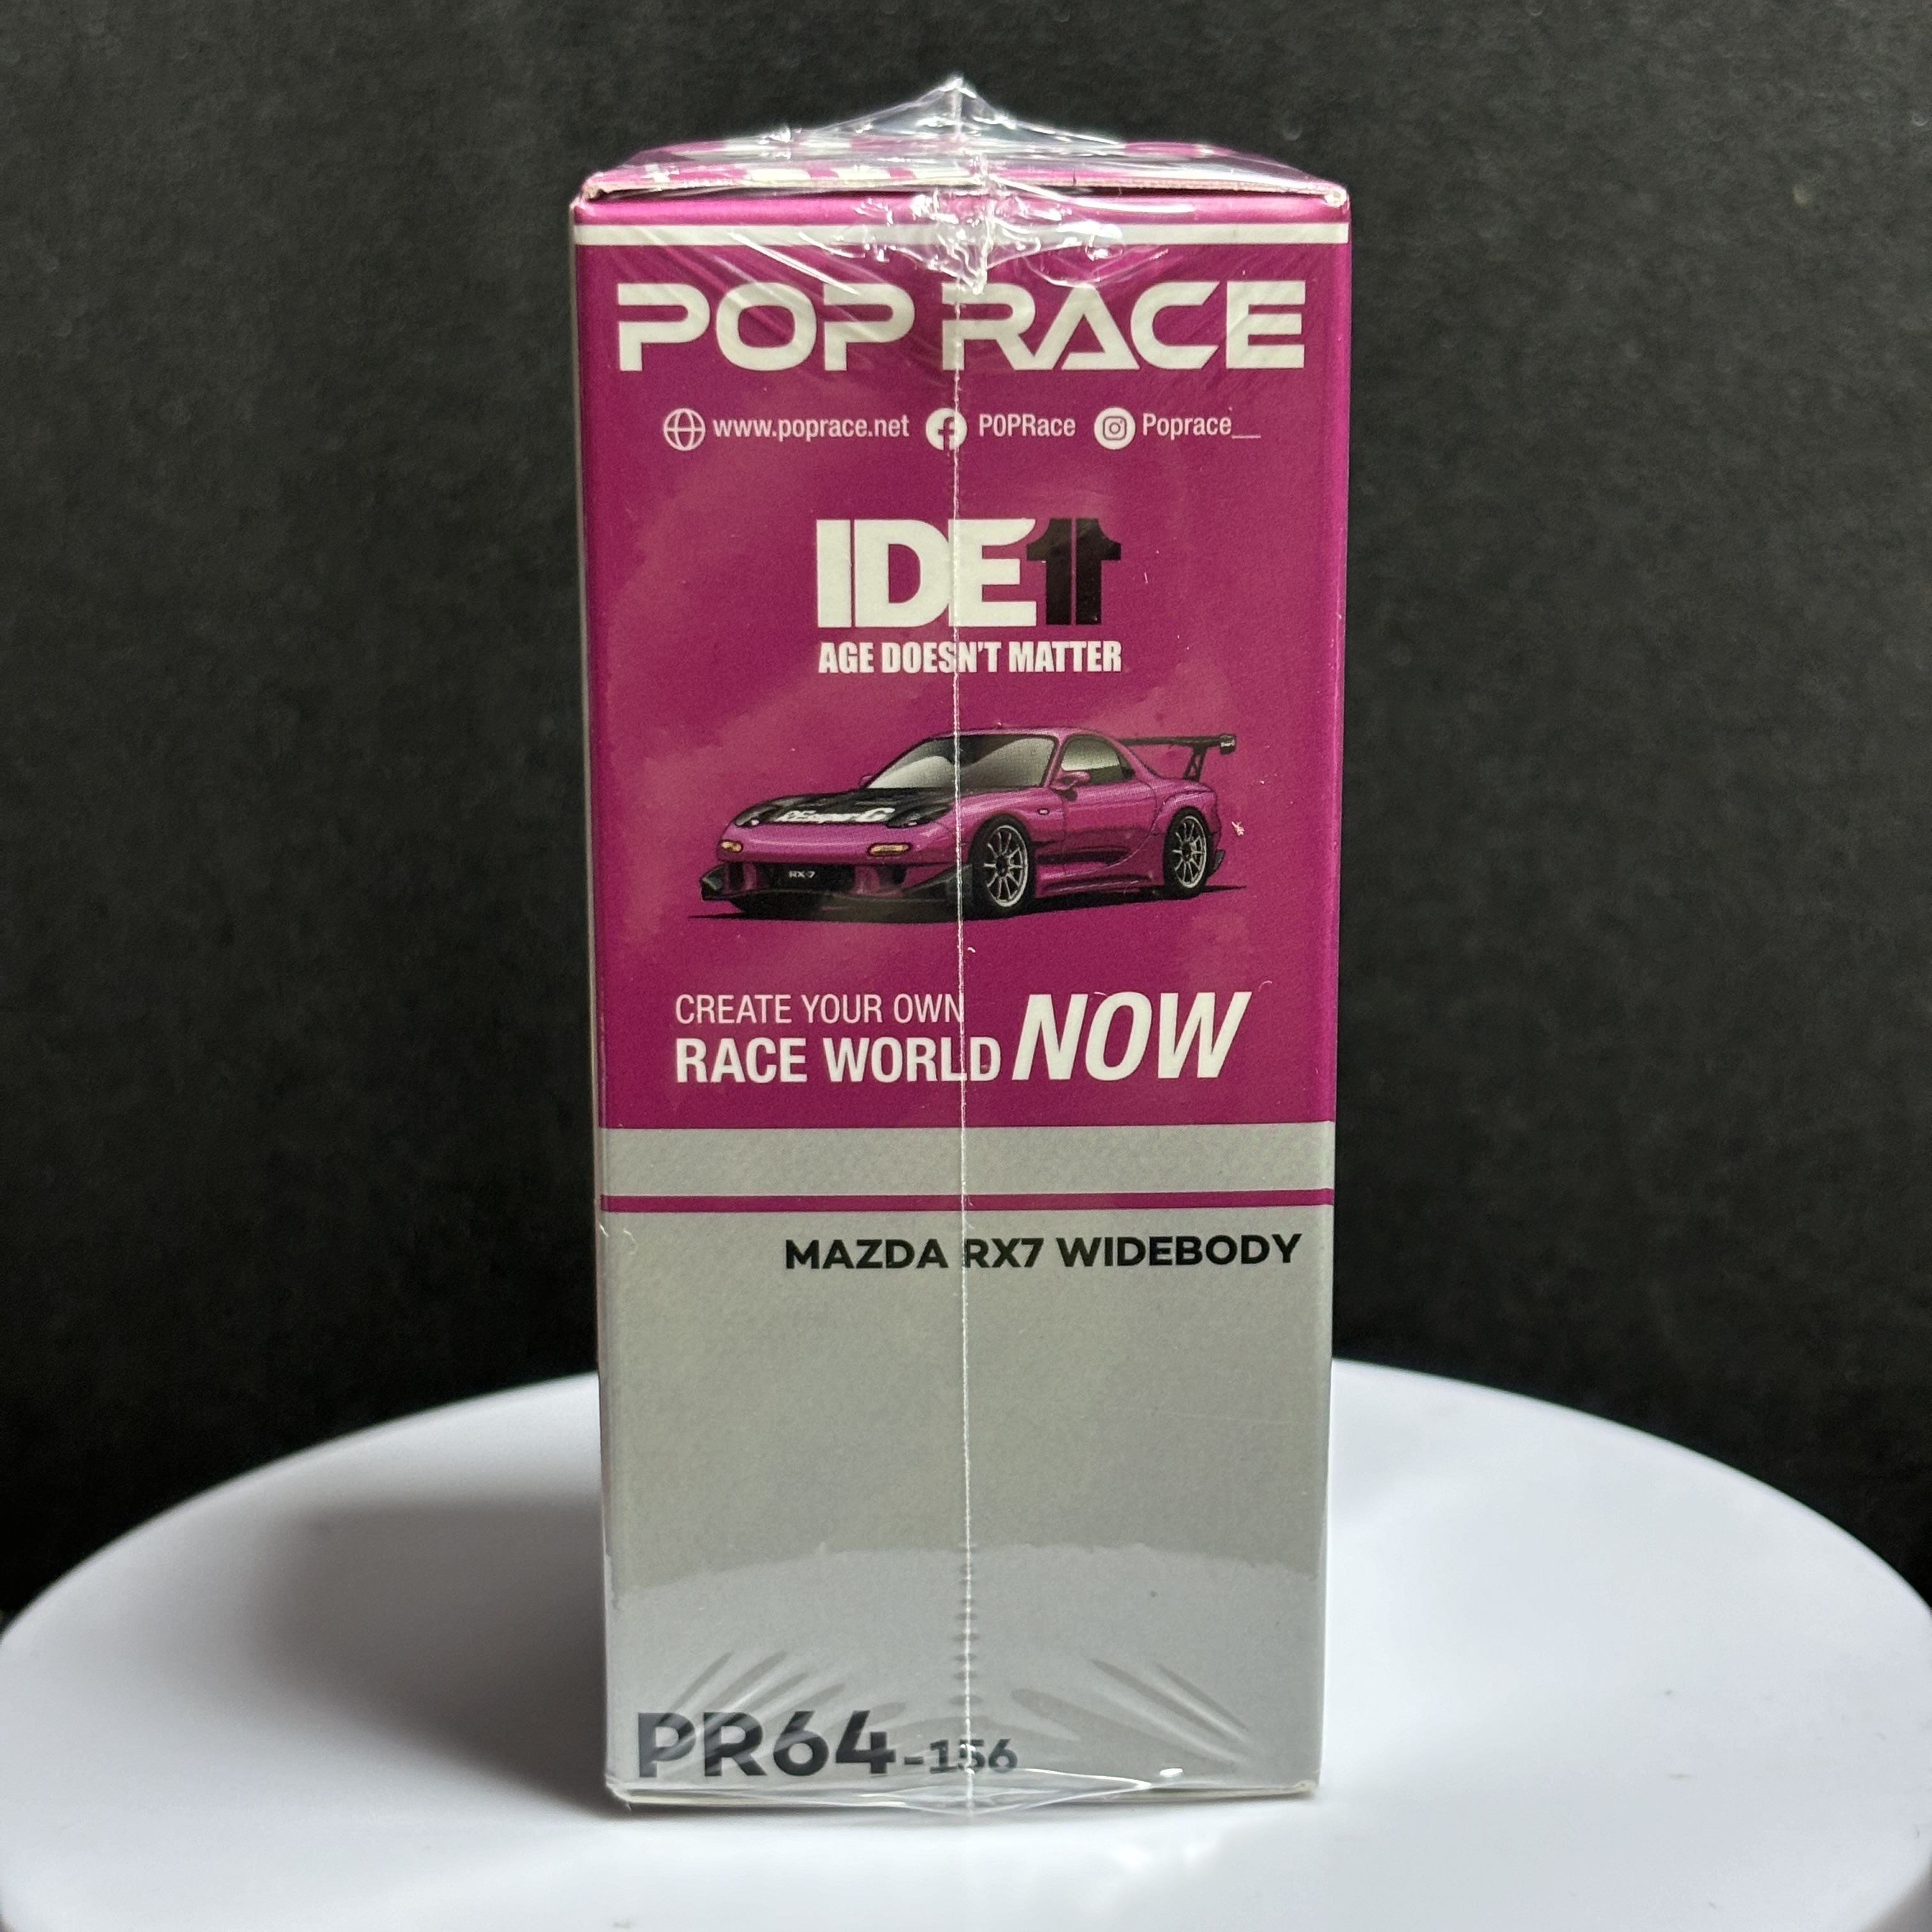 POP RACE
www.poprace.net POPRace Poprace__
IDE11
AGE DOESN'T MATTER
RX-7
CREATE YOUR OWN
RACE WORLD NOW
MAZDA RX7 WIDEBODY
PR64-156